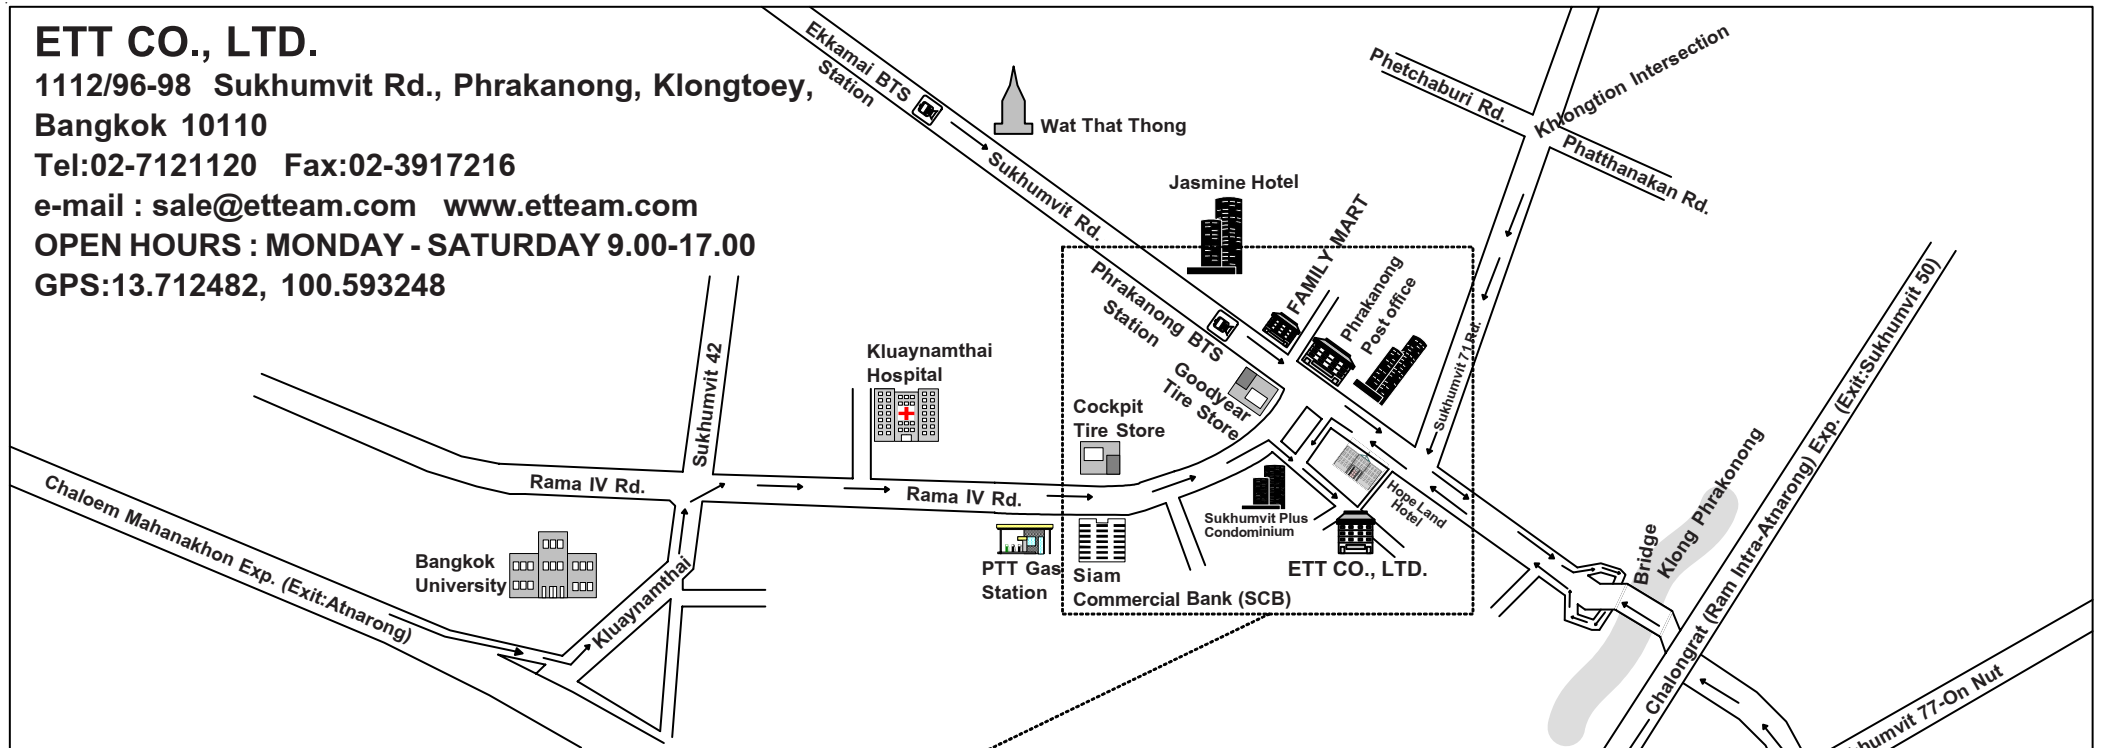 ETT CO., LTD.
1112/96-98 Sukhumvit Rd., Phrakanong, Klongtoey,
Bangkok 10110
Tel:02-7121120 Fax:02-3917216
e-mail : sale@etteam.com www.etteam.com
OPEN HOURS : MONDAY - SATURDAY 9.00-17.00
GPS:13.712482, 100.593248
Ekkamai BTS
Station
Wat That Thong
Sukhumvit Rd.
Jasmine Hotel
Phetchaburi Rd.
Khlongtion Intersection
Phatthanakan Rd.
FAMILY MART
Phrakanong
Post office
Phrakanong BTS
Station
Sukhumvit 71 Rd.
Goodyear
Tire Store
Cockpit
Tire Store
Kluaynamthai
Hospital
Sukhumvit 42
Rama IV Rd.
Rama IV Rd.
Chaloem Mahanakhon Exp. (Exit:Atnarong)
Bangkok
University
Kluaynamthai
PTT Gas
Station
Siam
Commercial Bank (SCB)
Sukhumvit Plus
Condominium
Hope Land
Hotel
ETT CO., LTD.
Bridge
Klong Phrakonong
Chalongrat (Ram Intra-Atnarong) Exp. (Exit:Sukhumvit 50)
humvit 77-On Nut